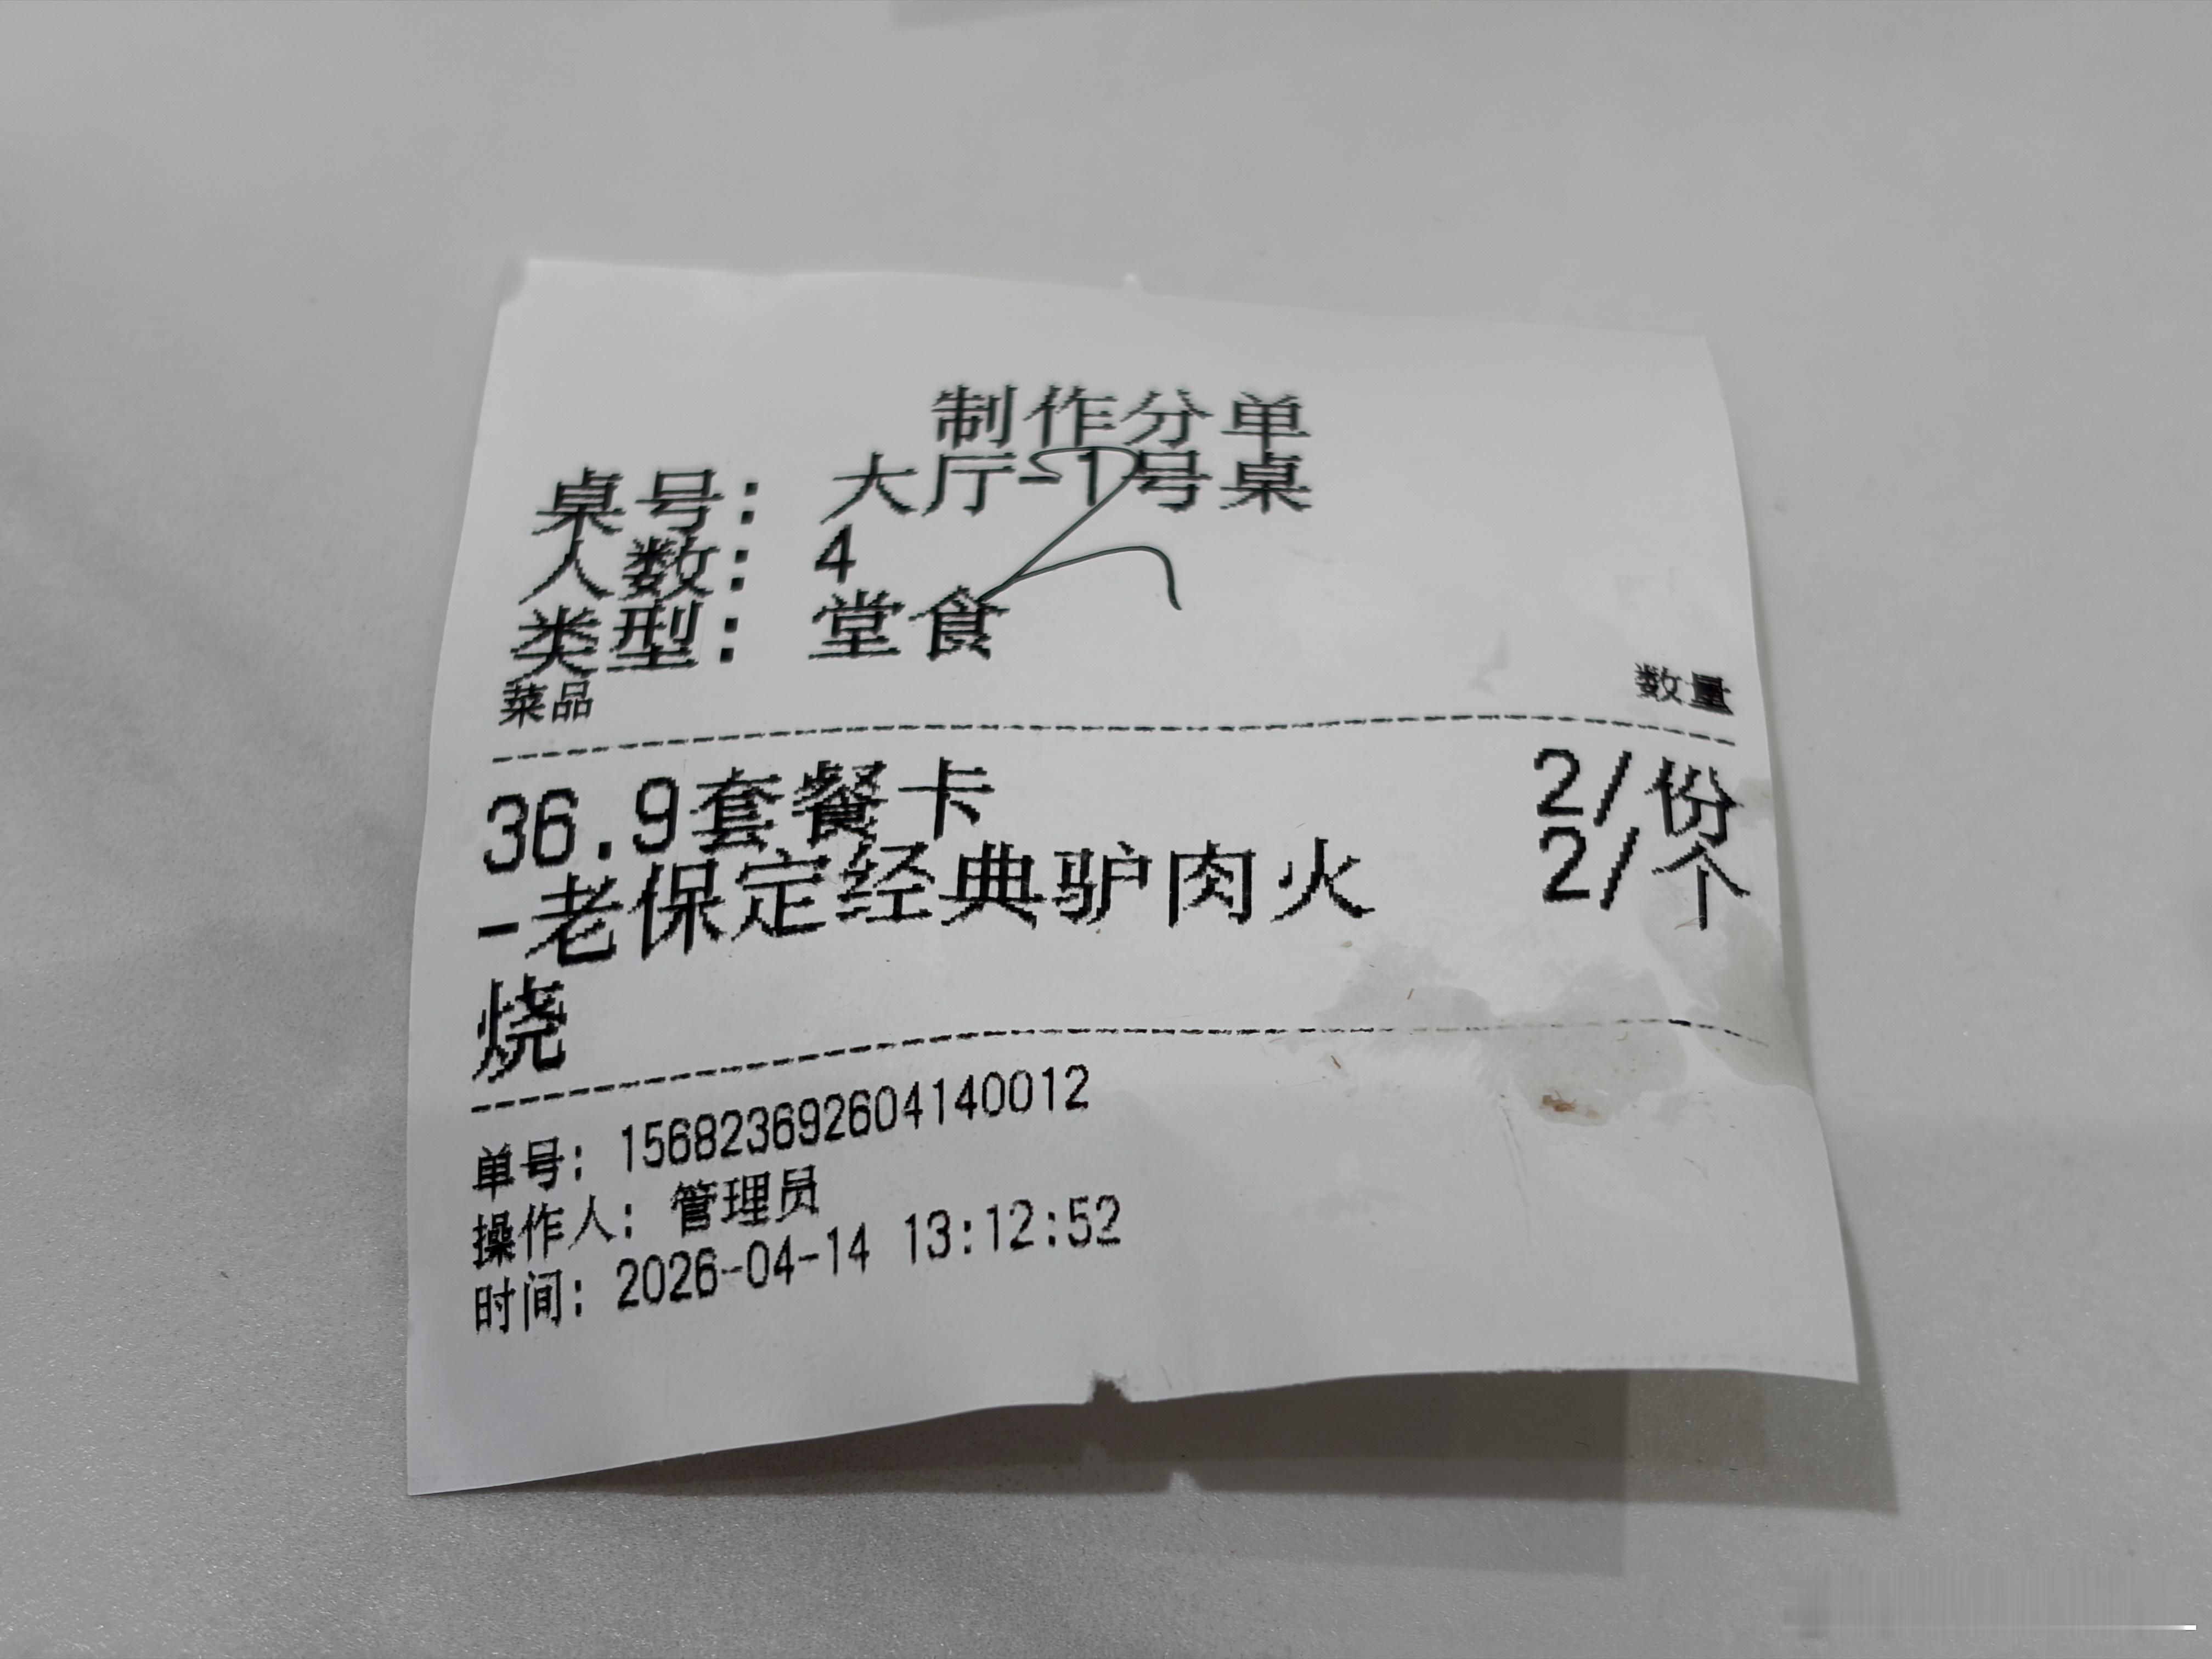 制作分单
桌号: 大厅-1号桌
人数: 4
类型: 堂食
菜品 数量
36.9套餐卡 2/份
-老保定经典驴肉火 2/个
烧
单号: 156823692604140012
操作人: 管理员
时间: 2026-04-14 13:12:52